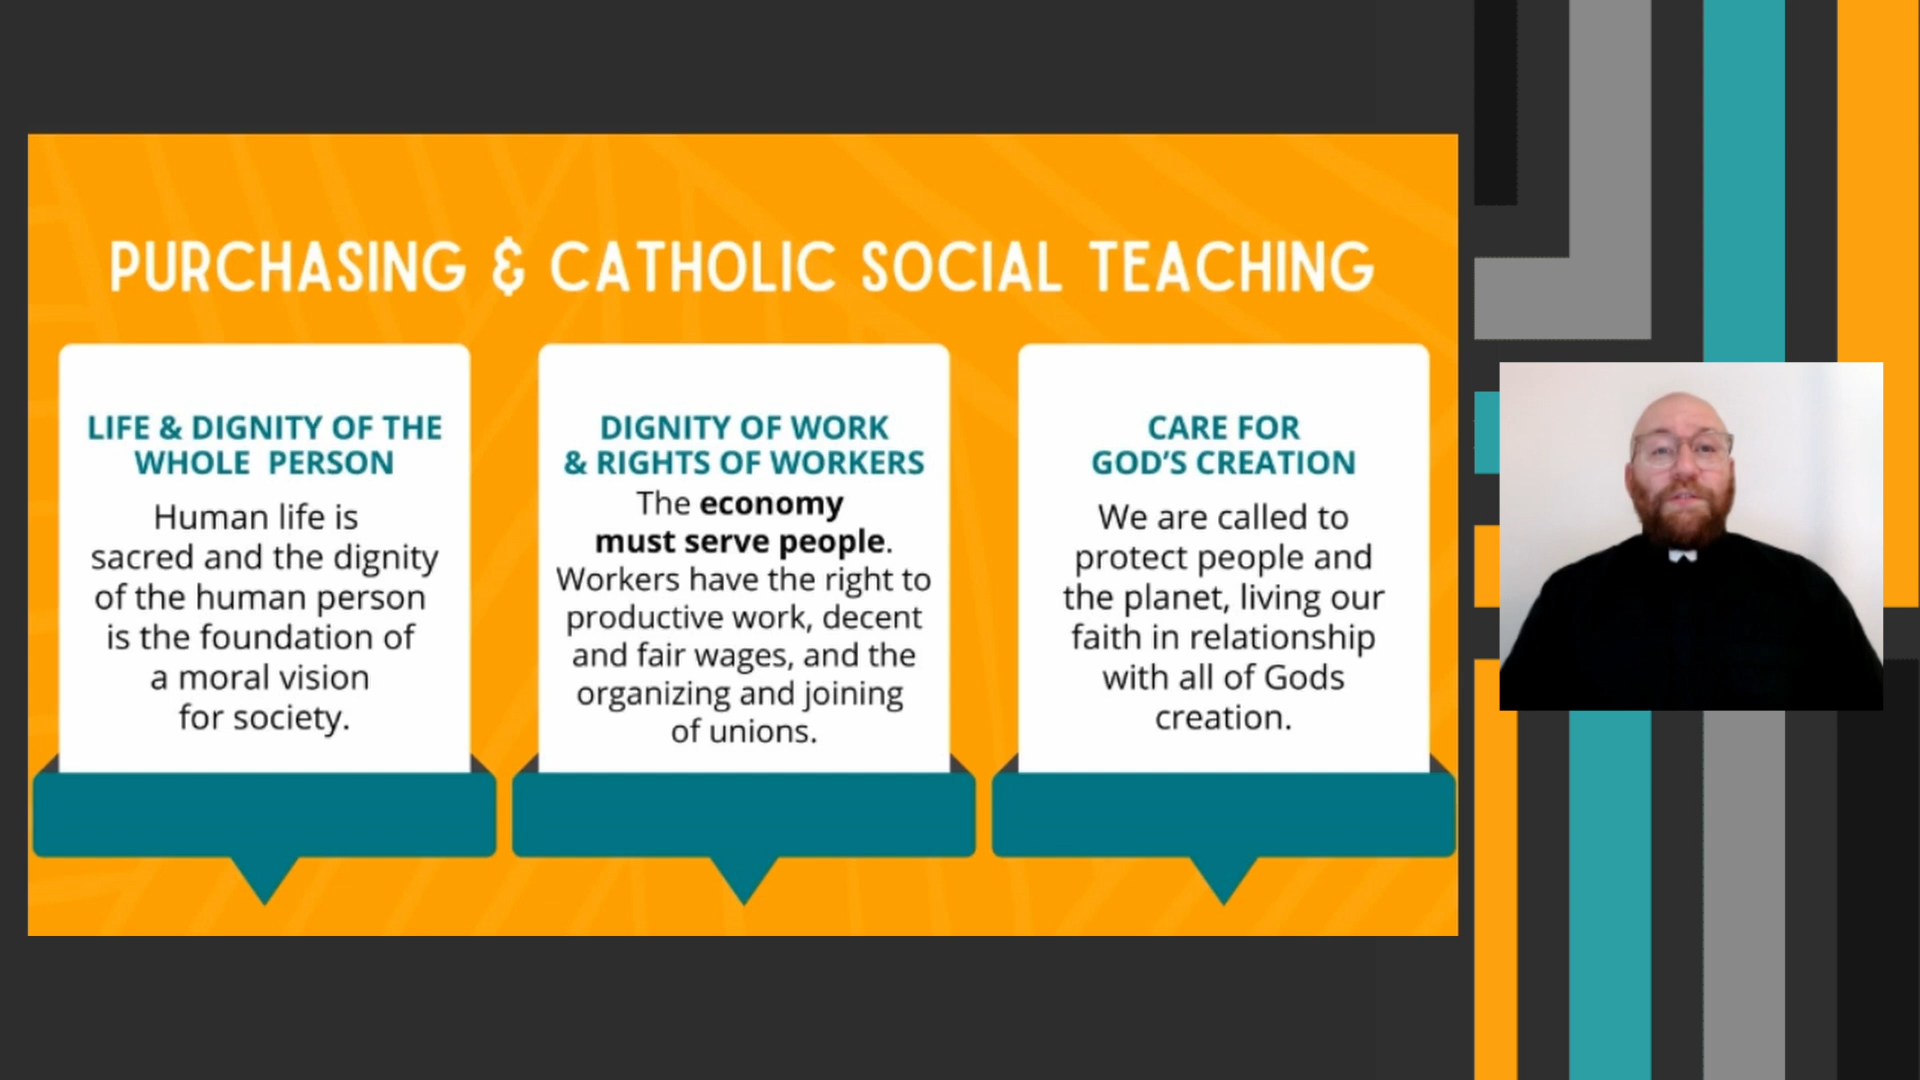 PURCHASING & CATHOLIC SOCIAL TEACHING
LIFE & DIGNITY OF THE
WHOLE PERSON
Human life is
sacred and the dignity
of the human person
is the foundation of
a moral vision
for society.
DIGNITY OF WORK
& RIGHTS OF WORKERS
The economy
must serve people.
Workers have the right to
productive work, decent
and fair wages, and the
organizing and joining
of unions.
CARE FOR
GOD'S CREATION
We are called to
protect people and
the planet, living our
faith in relationship
with all of Gods
creation.